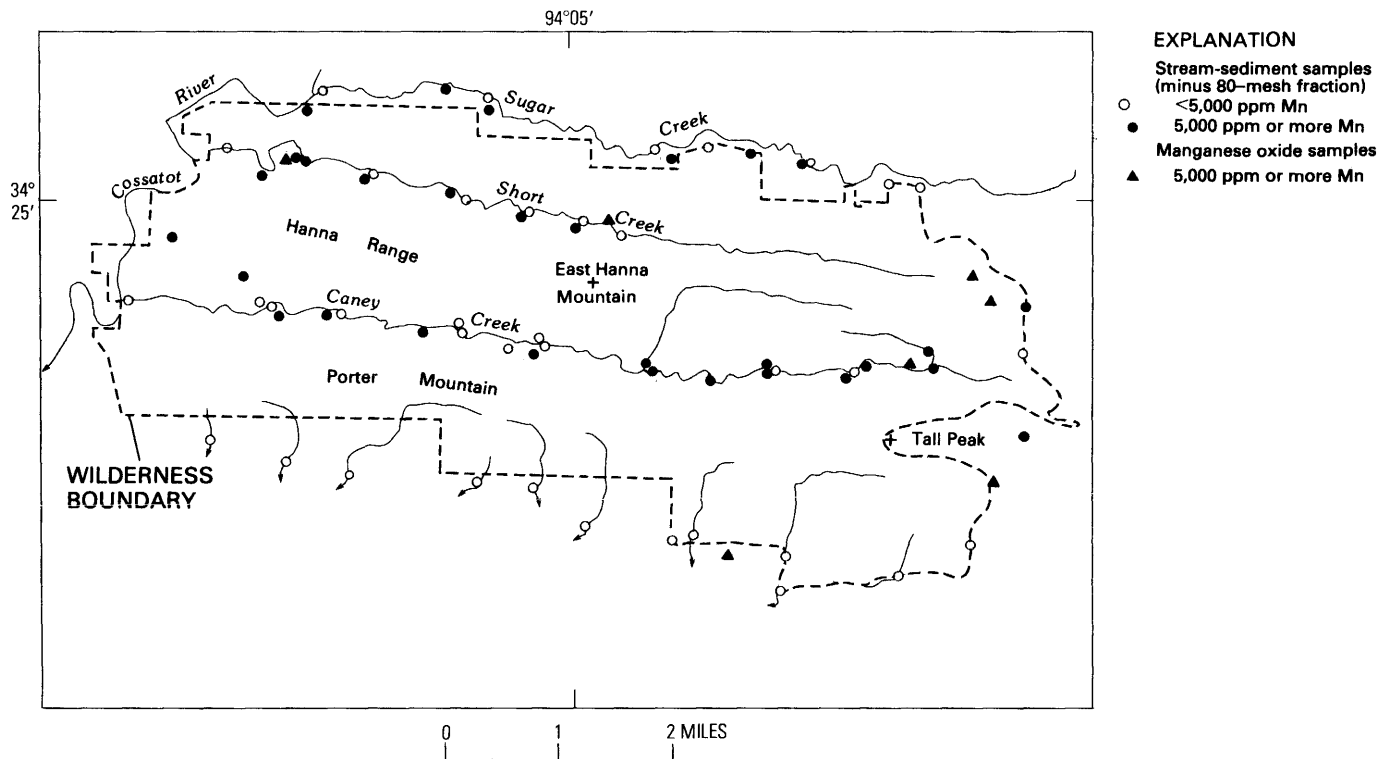 94°05′
EXPLANATION
Stream-sediment samples
(minus 80–mesh fraction)
<5,000 ppm Mn
5,000 ppm or more Mn
Manganese oxide samples
5,000 ppm or more Mn
River
Sugar
Creek
Cossatot
34°
25′
Short
Creek
Hanna Range
East Hanna
Mountain
Caney
Creek
Porter Mountain
Tall Peak
WILDERNESS
BOUNDARY
0 1 2 MILES